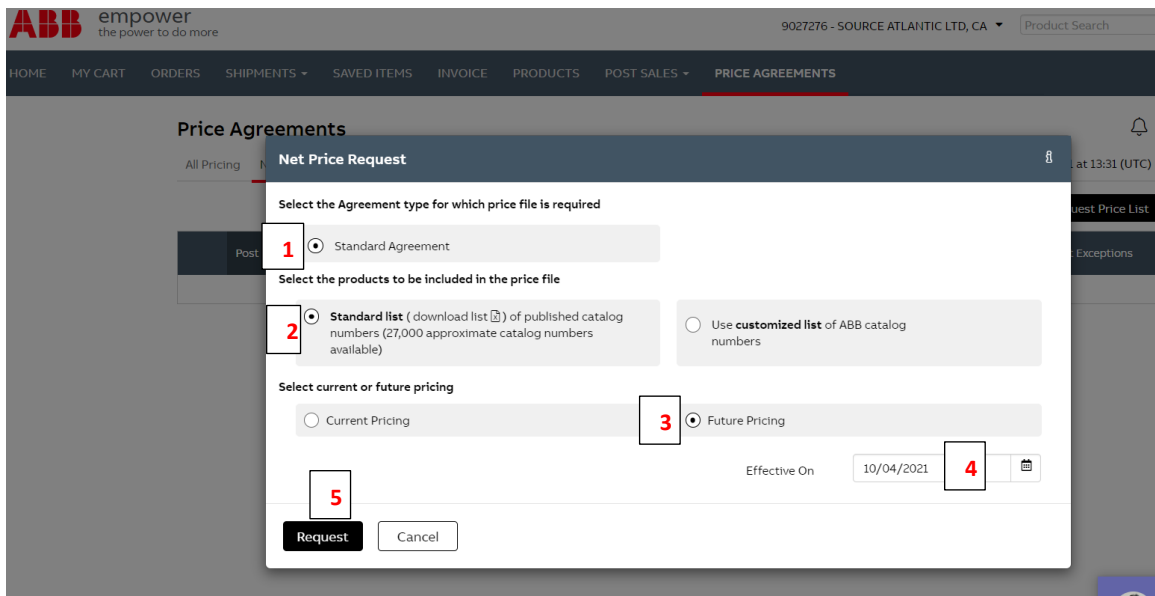 ABB empower
the power to do more
9027276 - SOURCE ATLANTIC LTD, CA
Product Search
HOME MY CART ORDERS SHIPMENTS SAVED ITEMS INVOICE PRODUCTS POST SALES PRICE AGREEMENTS
Price Agreements
All Pricing N
at 13:31 (UTC)
Net Price Request
uest Price List
Select the Agreement type for which price file is required
1 Standard Agreement
Post
Exceptions
Select the products to be included in the price file
2
Standard list ( download list ) of published catalog
numbers (27,000 approximate catalog numbers
available)
Use customized list of ABB catalog
numbers
Select current or future pricing
Current Pricing
3 Future Pricing
Effective On 10/04/2021 4
5
Request Cancel